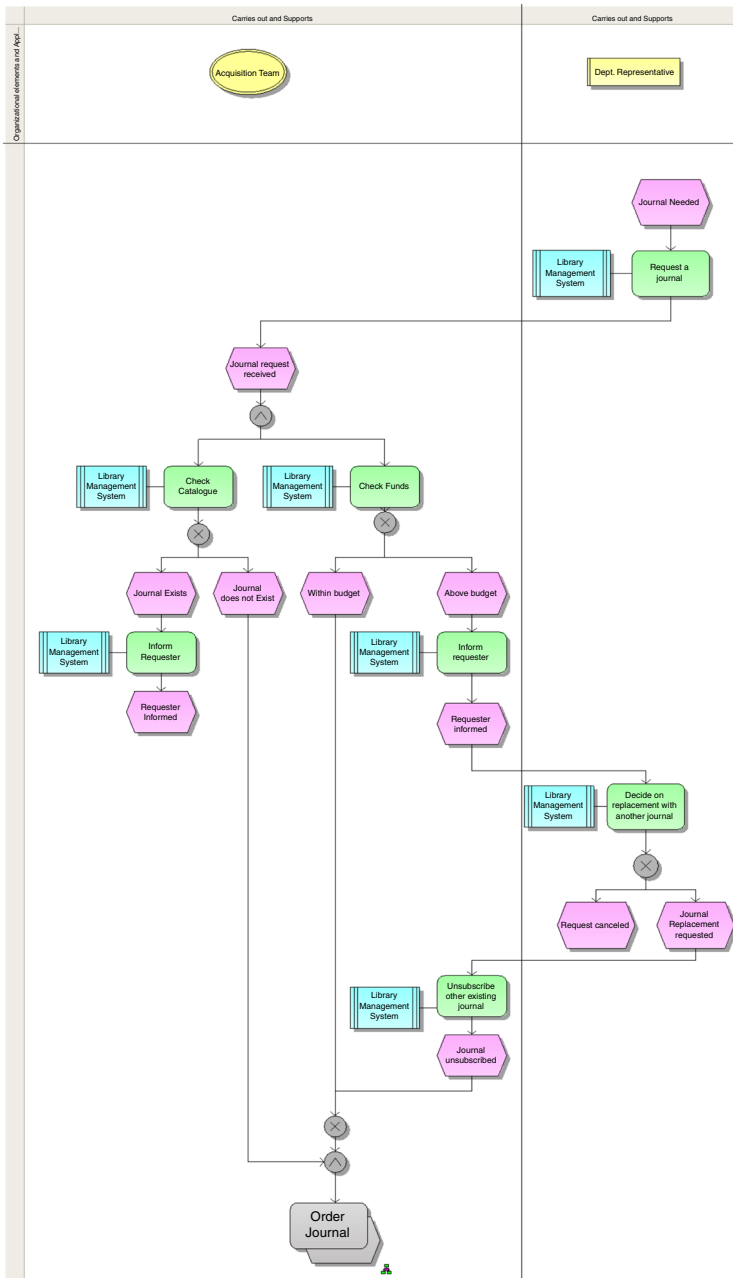 Carries out and Supports
Carries out and Supports
Organizational elements and Appl...
Acquisition Team
Dept. Representative
Journal Needed
Library
Management
System
Request a
journal
Journal request
received
Library
Management
System
Check
Catalogue
Library
Management
System
Check Funds
Journal Exists
Journal
does not Exist
Within budget
Above budget
Library
Management
System
Inform
Requester
Library
Management
System
Inform
requester
Requester
Informed
Requester
informed
Library
Management
System
Decide on
replacement with
another journal
Request canceled
Journal
Replacement
requested
Library
Management
System
Unsubscribe
other existing
journal
Journal
unsubscribed
Order
Journal